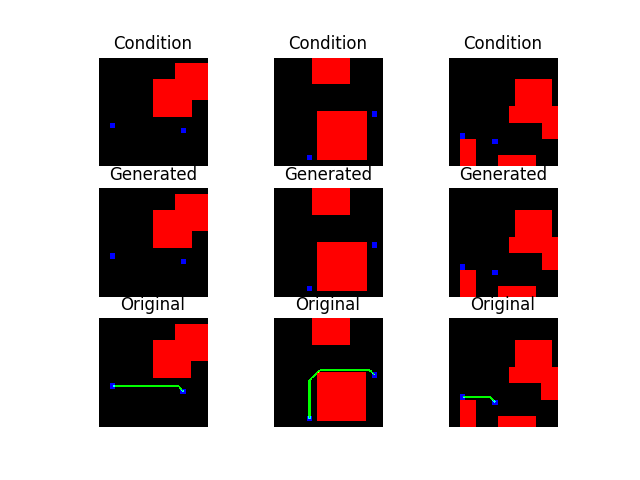 Condition Condition Condition
Generated Generated Generated
Original Original Original